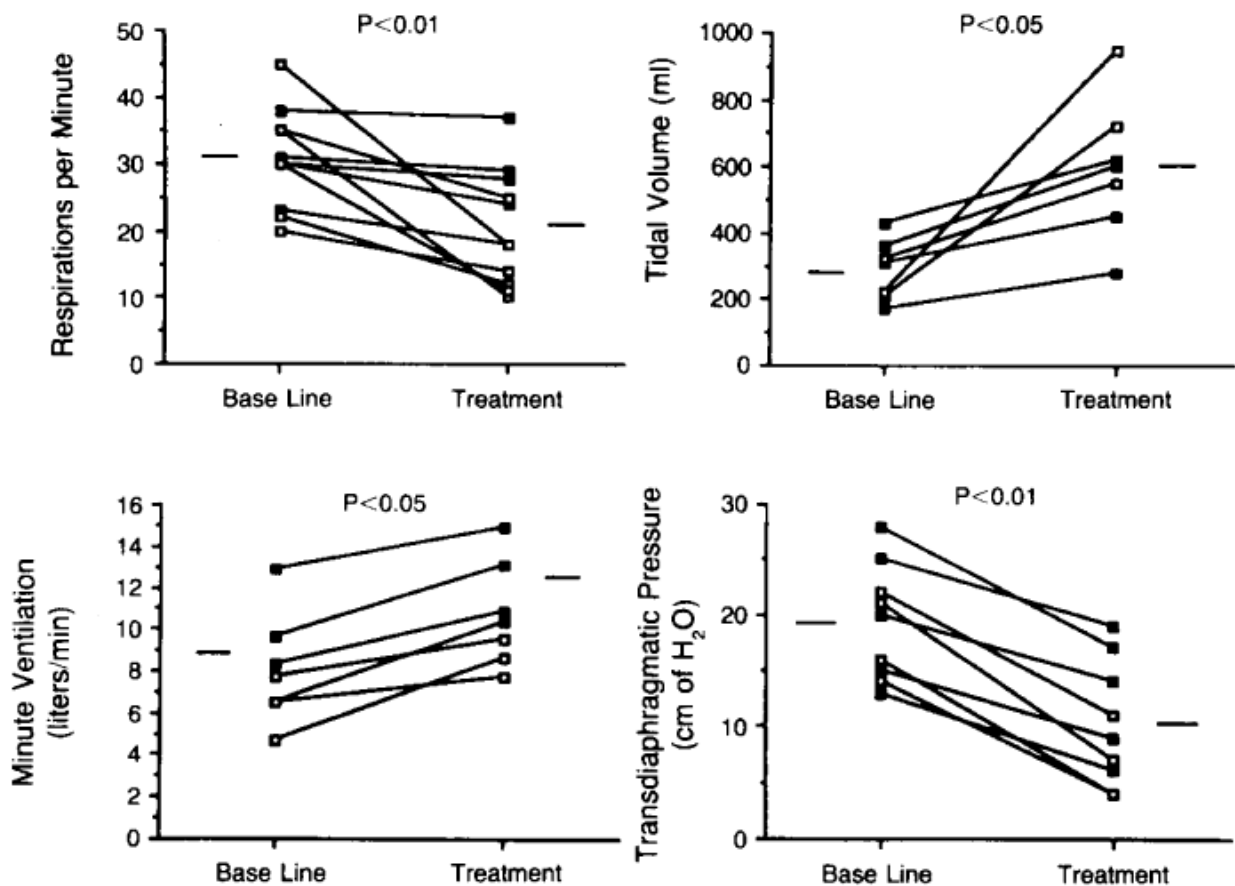 P<0.01
Respirations per Minute
50
40
30
20
10
0
Base Line
Treatment
P<0.05
Tidal Volume (ml)
1000
800
600
400
200
0
Base Line
Treatment
P<0.05
Minute Ventilation
(liters/min)
16
14
12
10
8
6
4
2
0
Base Line
Treatment
P<0.01
Transdiaphragmatic Pressure
(cm of H₂O)
30
20
10
0
Base Line
Treatment